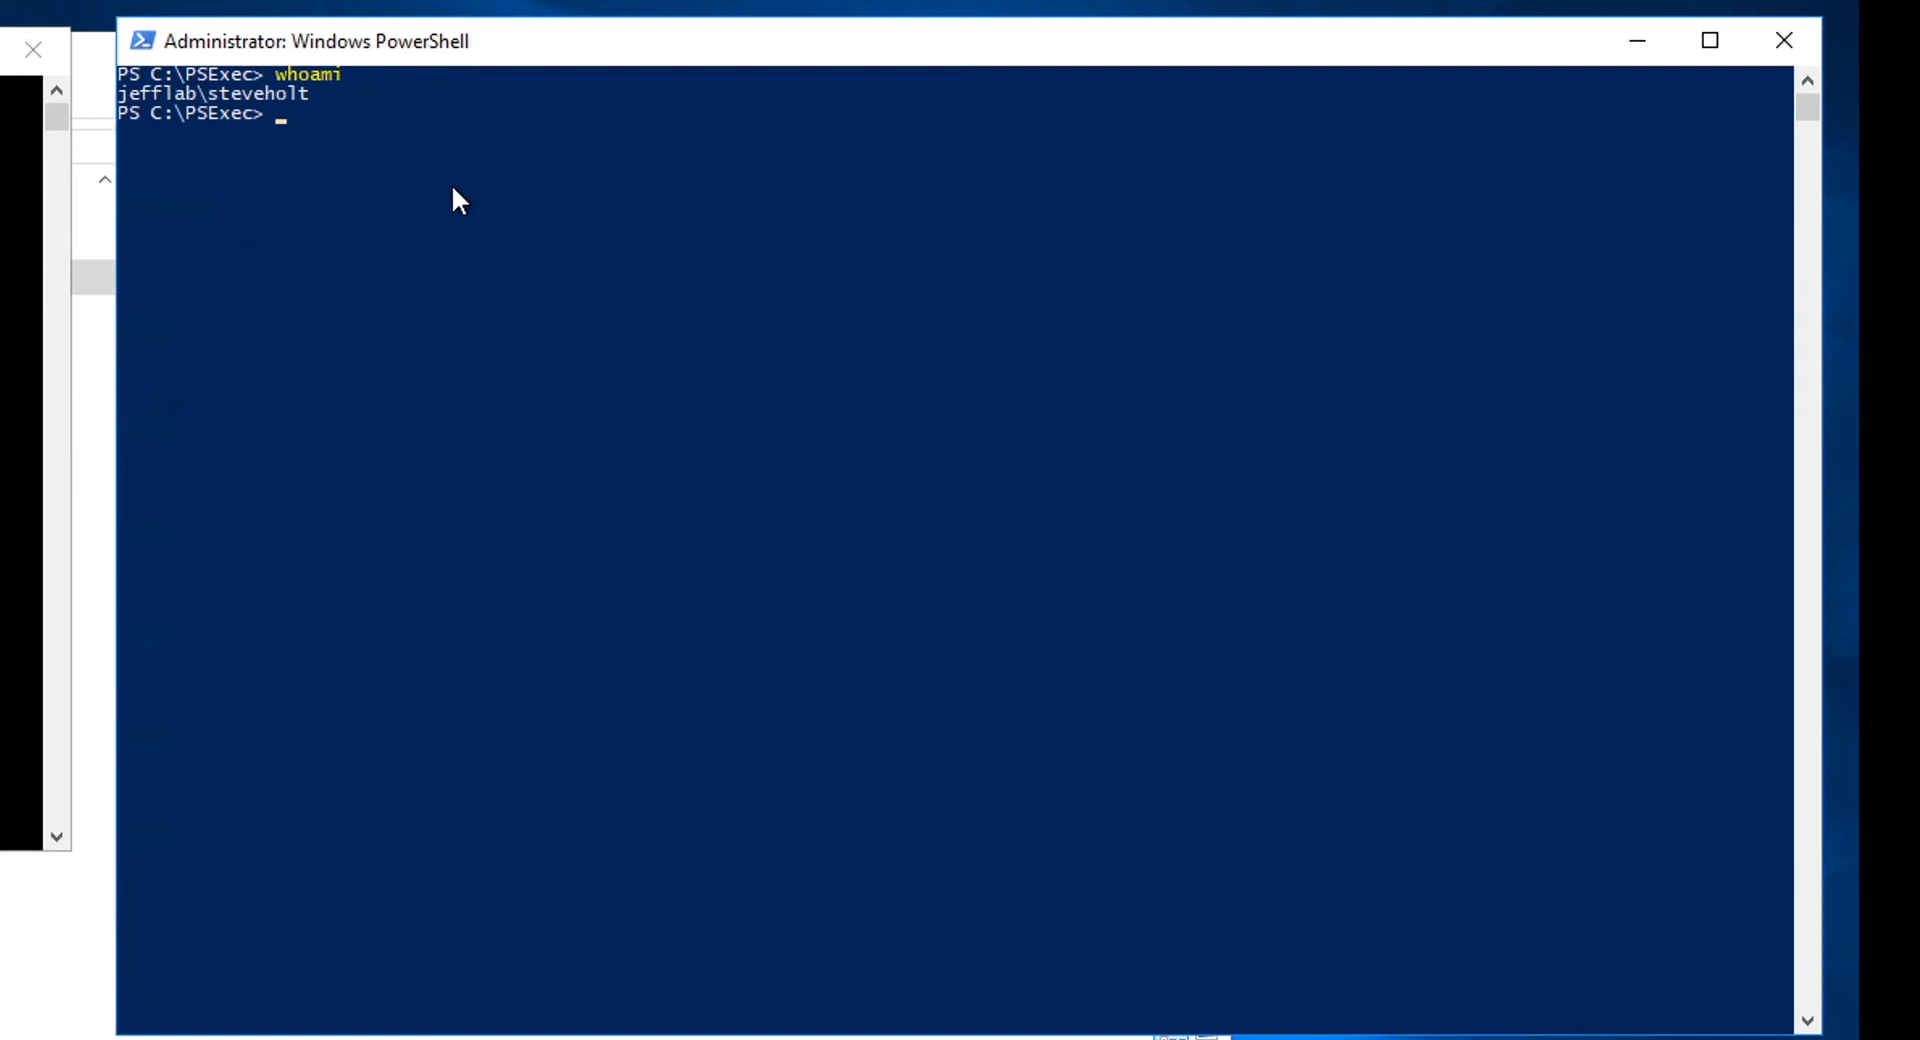 Administrator: Windows PowerShell
PS C:\PSExec> whoami
jefflab\steveholt
PS C:\PSExec>